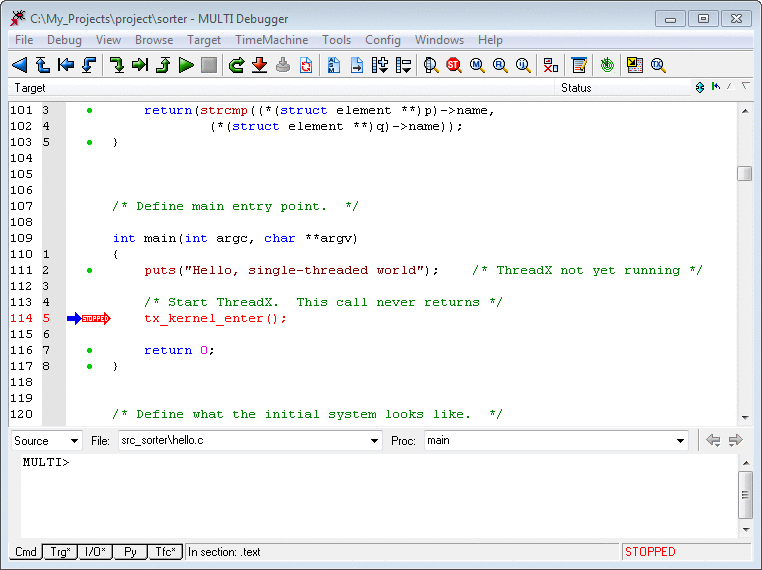 C:\My_Projects\project\sorter - MULTI Debugger
File Debug View Browse Target TimeMachine Tools Config Windows Help
Target Status
101 3 return(strcmp((*(struct element **)p)->name,
102 4 (*(struct element **)q)->name));
103 5 }
104
105
106
107 /* Define main entry point.  */
108
109 int main(int argc, char **argv)
110 1 {
111 2 puts("Hello, single-threaded world");    /* ThreadX not yet running */
112 3
113 4 /* Start ThreadX.  This call never returns */
114 5 STOPPED tx_kernel_enter();
115 6
116 7 return 0;
117 8 }
118
119
120 /* Define what the initial system looks like.  */
Source File: src_sorter\hello.c Proc: main
MULTI>
Cmd Trg* I/O* Py Tfc* In section: .text STOPPED